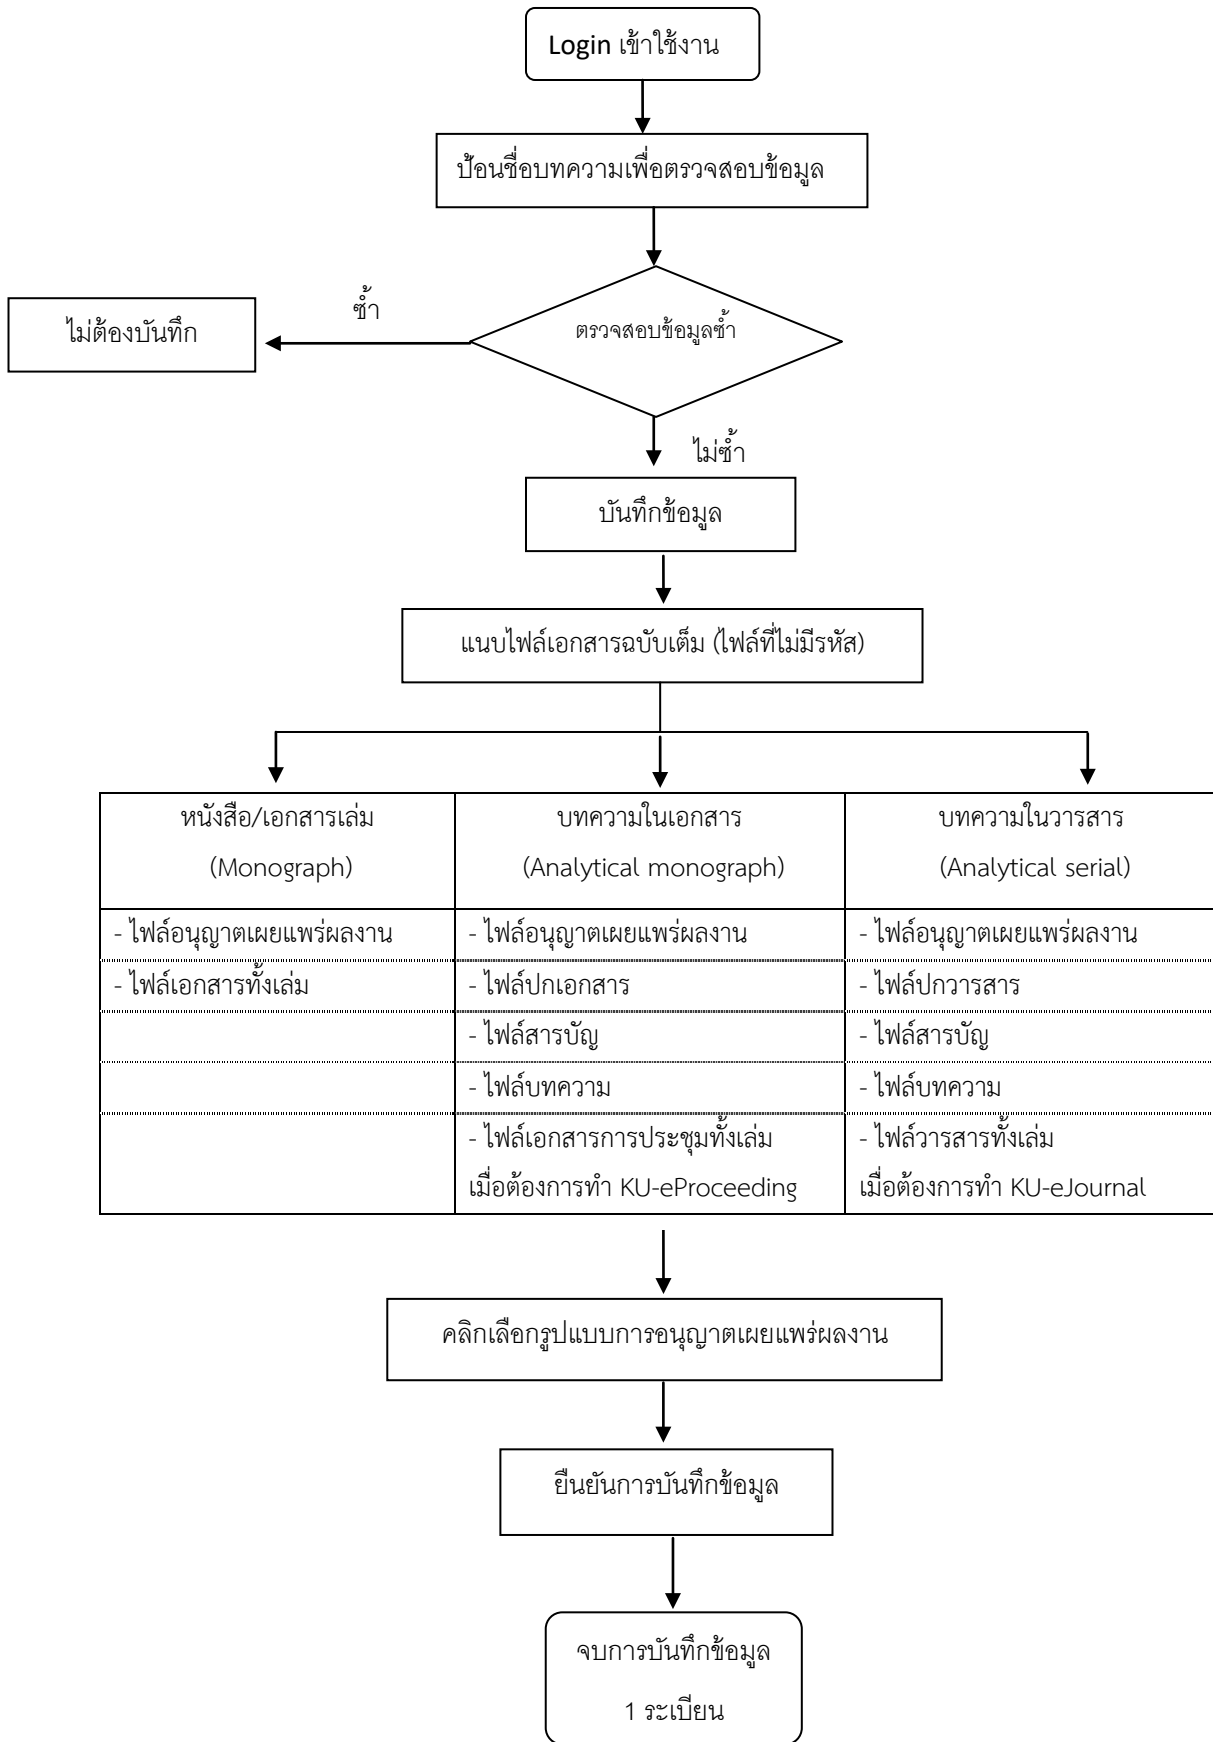 Login เข้าใช้งาน
ป้อนชื่อบทความเพื่อตรวจสอบข้อมูล
ซ้ำ
ไม่ต้องบันทึก
ตรวจสอบข้อมูลซ้ำ
ไม่ซ้ำ
บันทึกข้อมูล
แนบไฟล์เอกสารฉบับเต็ม (ไฟล์ที่ไม่มีรหัส)
หนังสือ/เอกสารเล่ม
(Monograph)
บทความในเอกสาร
(Analytical monograph)
บทความในวารสาร
(Analytical serial)
- ไฟล์อนุญาตเผยแพร่ผลงาน
- ไฟล์อนุญาตเผยแพร่ผลงาน
- ไฟล์อนุญาตเผยแพร่ผลงาน
- ไฟล์เอกสารทั้งเล่ม
- ไฟล์ปกเอกสาร
- ไฟล์ปกวารสาร
- ไฟล์สารบัญ
- ไฟล์สารบัญ
- ไฟล์บทความ
- ไฟล์บทความ
- ไฟล์เอกสารการประชุมทั้งเล่ม
เมื่อต้องการทำ KU-eProceeding
- ไฟล์วารสารทั้งเล่ม
เมื่อต้องการทำ KU-eJournal
คลิกเลือกรูปแบบการอนุญาตเผยแพร่ผลงาน
ยืนยันการบันทึกข้อมูล
จบการบันทึกข้อมูล
1 ระเบียน